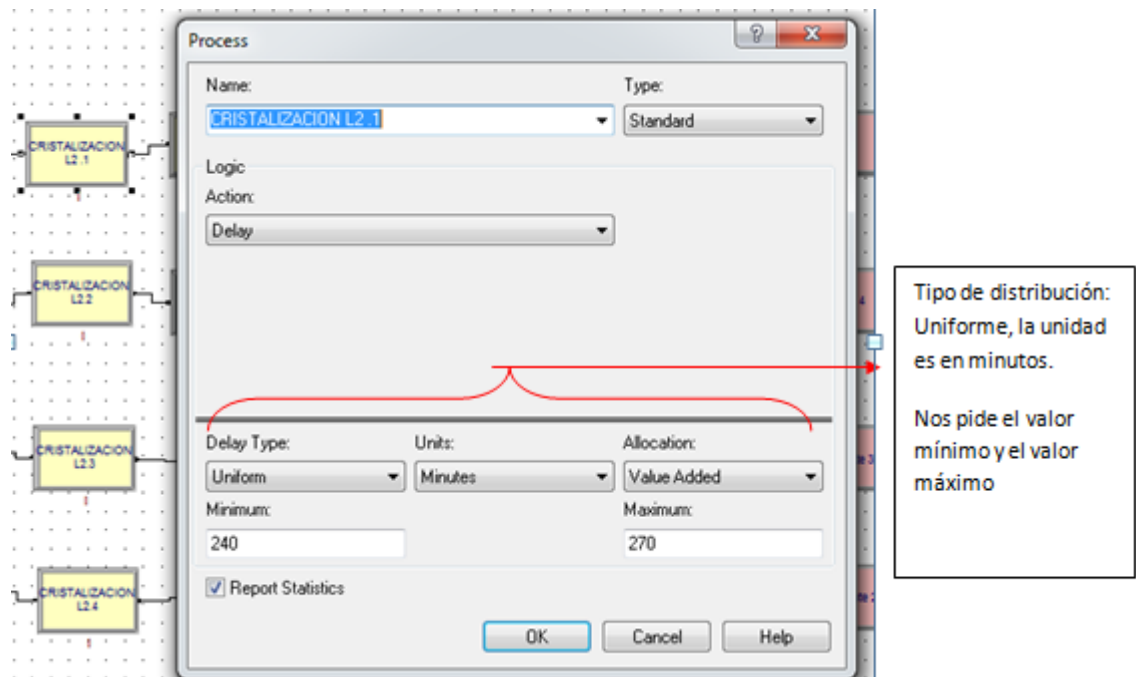 Process
Name:
Type:
CRISTALIZACION L2 .1
Standard
Logic
Action:
Delay
Delay Type:
Units:
Allocation:
Uniform
Minutes
Value Added
Minimum:
Maximum:
240
270
Report Statistics
OK
Cancel
Help
CRISTALIZACION
L2 .1
CRISTALIZACION
L2.2
CRISTALIZACION
L2.3
CRISTALIZACION
L2.4
Tipo de distribución:
Uniforme, la unidad
es en minutos.
Nos pide el valor
mínimo y el valor
máximo